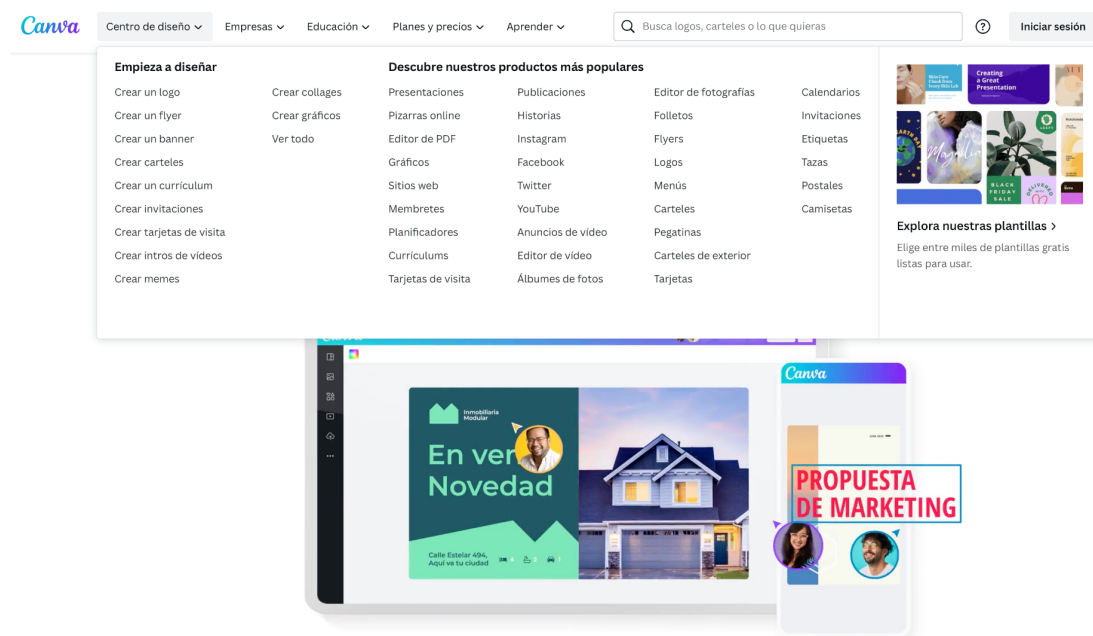 Canva
Centro de diseño
Empresas
Educación
Planes y precios
Aprender
Busca logos, carteles o lo que quieras
?
Iniciar sesión
Empieza a diseñar
Crear un logo
Crear un flyer
Crear un banner
Crear carteles
Crear un currículum
Crear invitaciones
Crear tarjetas de visita
Crear intros de vídeos
Crear memes
Crear collages
Crear gráficos
Ver todo
Descubre nuestros productos más populares
Presentaciones
Pizarras online
Editor de PDF
Gráficos
Sitios web
Membretes
Planificadores
Currículums
Tarjetas de visita
Publicaciones
Historias
Instagram
Facebook
Twitter
YouTube
Anuncios de vídeo
Editor de vídeo
Álbumes de fotos
Editor de fotografías
Folletos
Flyers
Logos
Menús
Carteles
Pegatinas
Carteles de exterior
Tarjetas
Calendarios
Invitaciones
Etiquetas
Tazas
Postales
Camisetas
Creating
a Great
Presentation
Magnolia
BLACK
FRIDAY
SALE
DELIVERED
Explora nuestras plantillas >
Elige entre miles de plantillas gratis
listas para usar.
Canva
Inmobiliaria
Modular
En ven
Novedad
Calle Estelar 494,
Aquí va tu ciudad
4
2
1
PROPUESTA
DE MARKETING